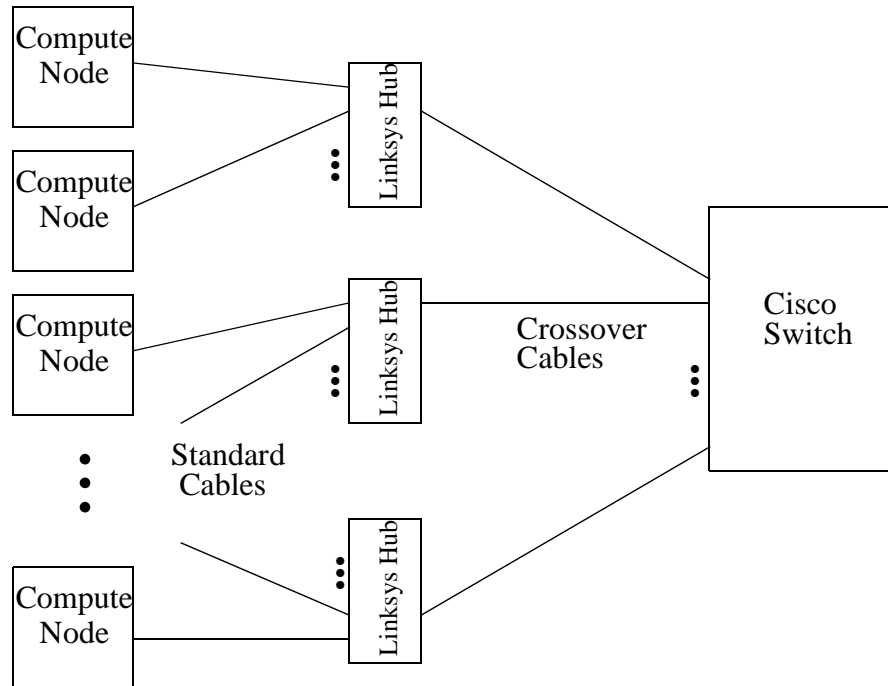 Compute
Node
Compute
Node
Compute
Node
Compute
Node
Linksys Hub
Linksys Hub
Linksys Hub
Standard
Cables
Crossover
Cables
Cisco
Switch